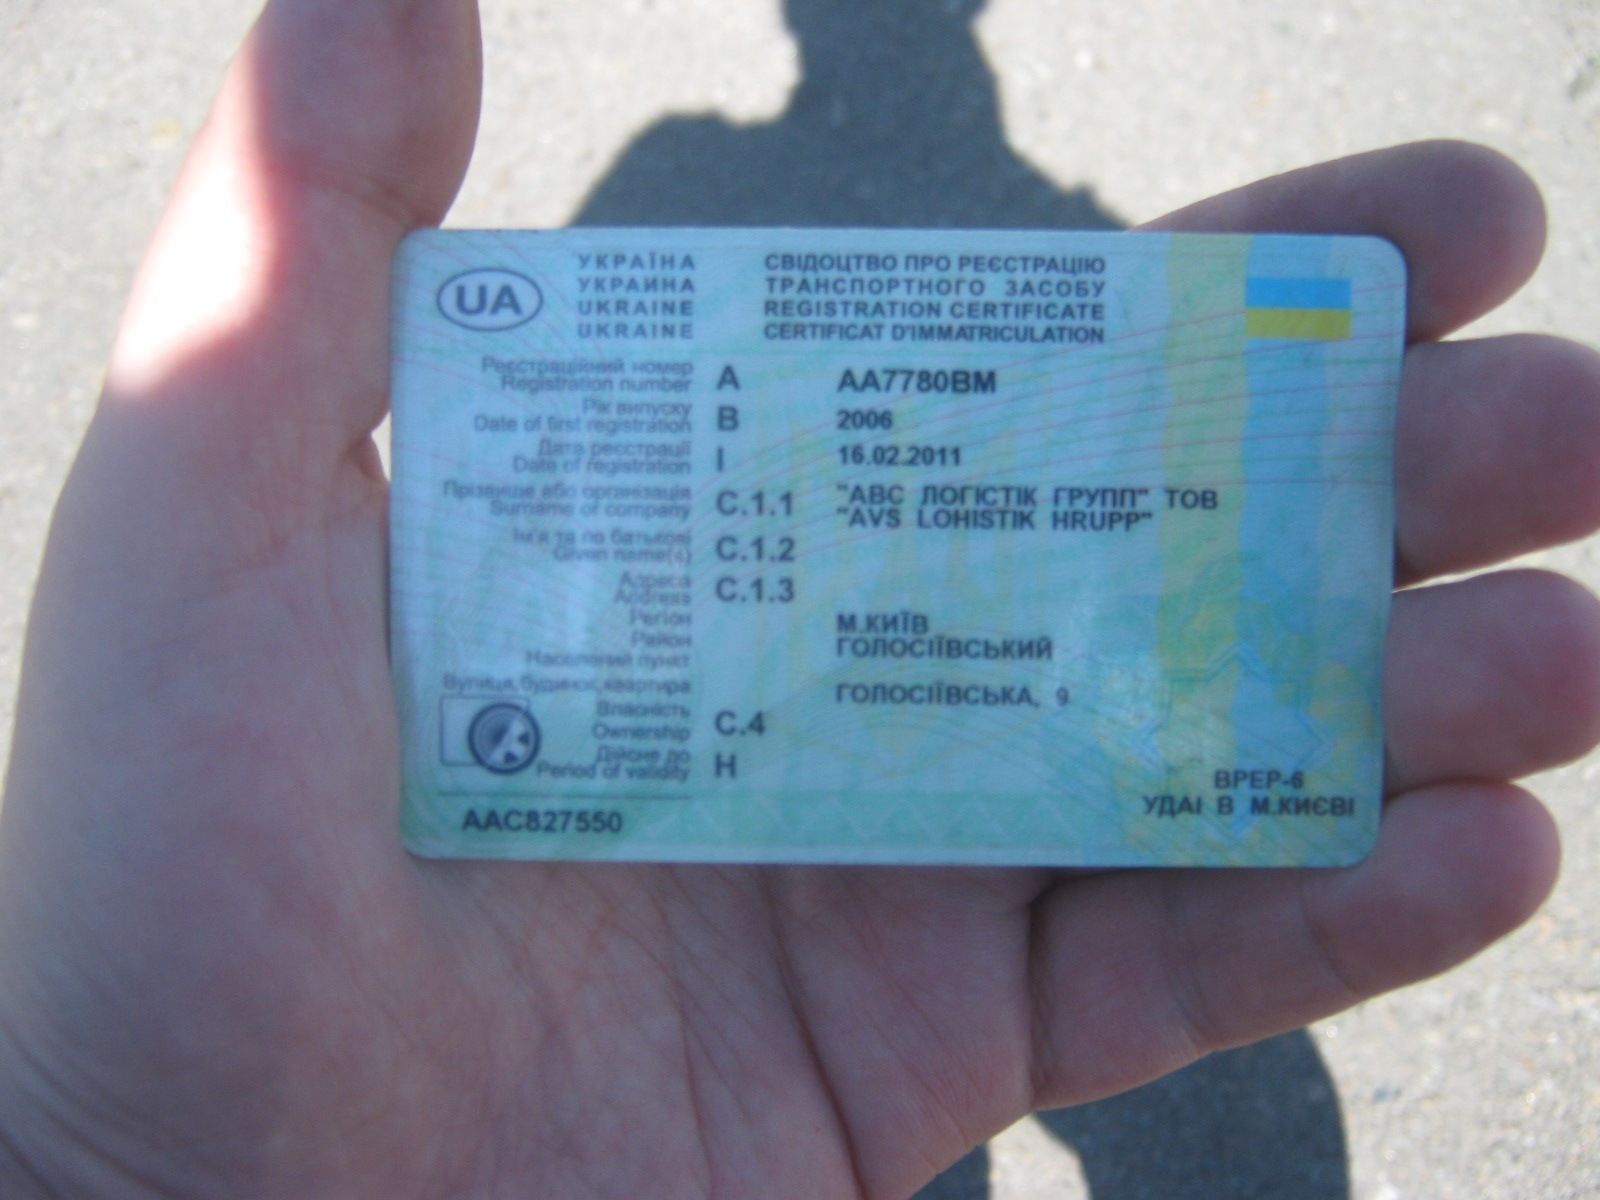 UA
УКРАЇНА
УКРАИНА
UKRAINE
UKRAINE
СВІДОЦТВО ПРО РЕЄСТРАЦІЮ
ТРАНСПОРТНОГО ЗАСОБУ
REGISTRATION CERTIFICATE
CERTIFICAT D'IMMATRICULATION
Реєстраційний номер
Registration number A AA7780BM
Рік випуску
Date of first registration B 2006
Дата реєстрації
Date of registration I 16.02.2011
Прізвище або організація
Surname of company C.1.1 "АВС ЛОГІСТІК ГРУПП" ТОВ
"AVS LOHISTIK HRUPP"
Ім'я та по батькові
Given name(s) C.1.2
Адреса
Address C.1.3
Регіон М.КИЇВ
Район ГОЛОСІЇВСЬКИЙ
Населений пункт
Вулиця, будинок, квартира ГОЛОСІЇВСЬКА, 9
Власність
Ownership C.4
Дійсне до
Period of validity H
ВРЕР-6
УДАІ В М.КИЄВІ
AAC827550